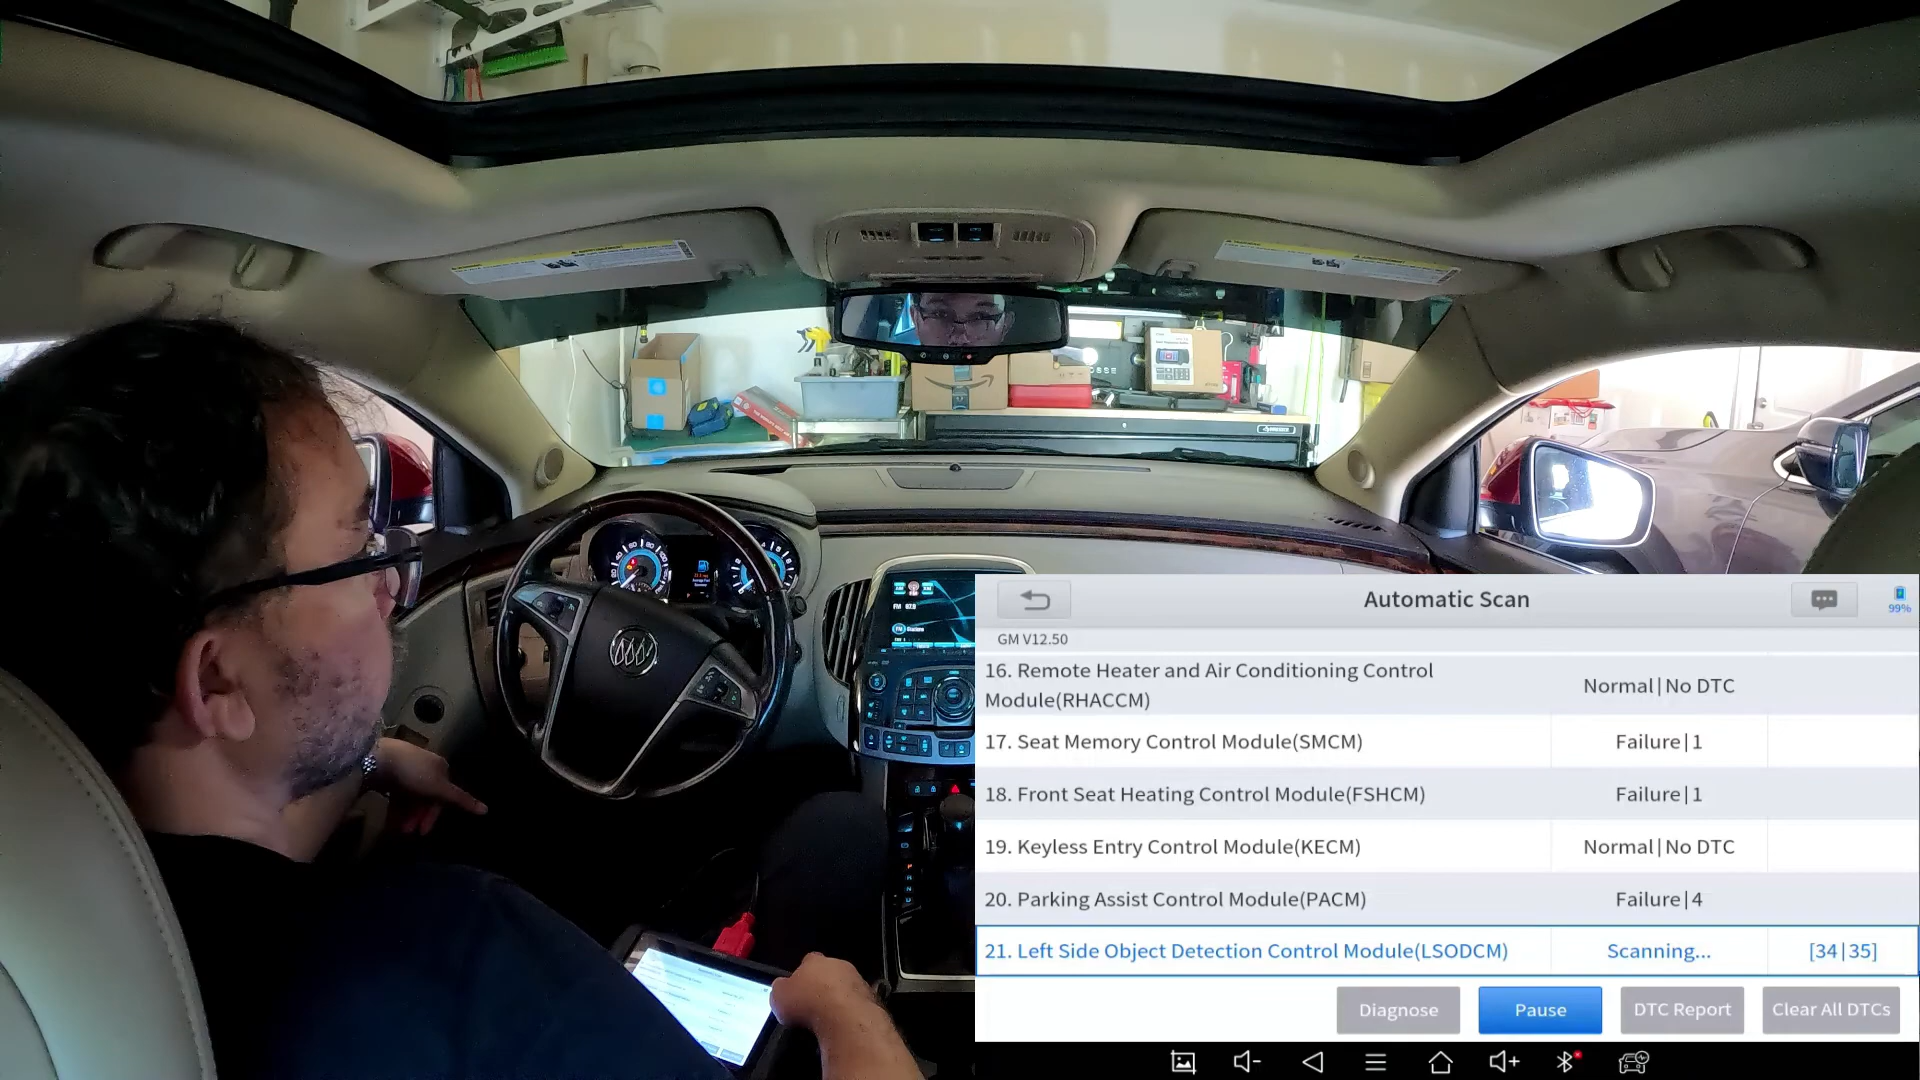 Automatic Scan
99%
GM V12.50
16. Remote Heater and Air Conditioning Control
Module(RHACCM)
Normal|No DTC
17. Seat Memory Control Module(SMCM)
Failure|1
18. Front Seat Heating Control Module(FSHCM)
Failure|1
19. Keyless Entry Control Module(KECM)
Normal|No DTC
20. Parking Assist Control Module(PACM)
Failure|4
21. Left Side Object Detection Control Module(LSODCM)
Scanning...
[34|35]
Diagnose
Pause
DTC Report
Clear All DTCs